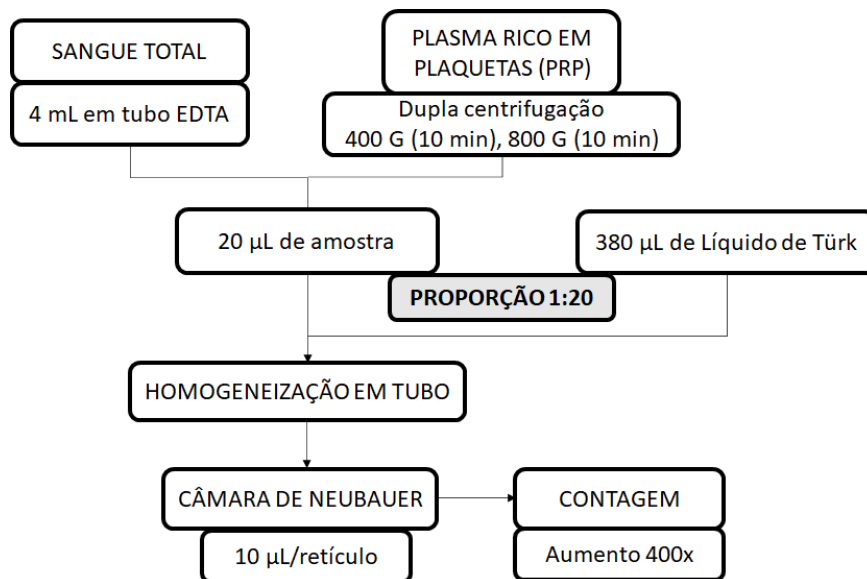 SANGUE TOTAL
4 mL em tubo EDTA
PLASMA RICO EM
PLAQUETAS (PRP)
Dupla centrifugação
400 G (10 min), 800 G (10 min)
20 µL de amostra
380 µL de Líquido de Türk
PROPORÇÃO 1:20
HOMOGENEIZAÇÃO EM TUBO
CÂMARA DE NEUBAUER
10 µL/retículo
CONTAGEM
Aumento 400x